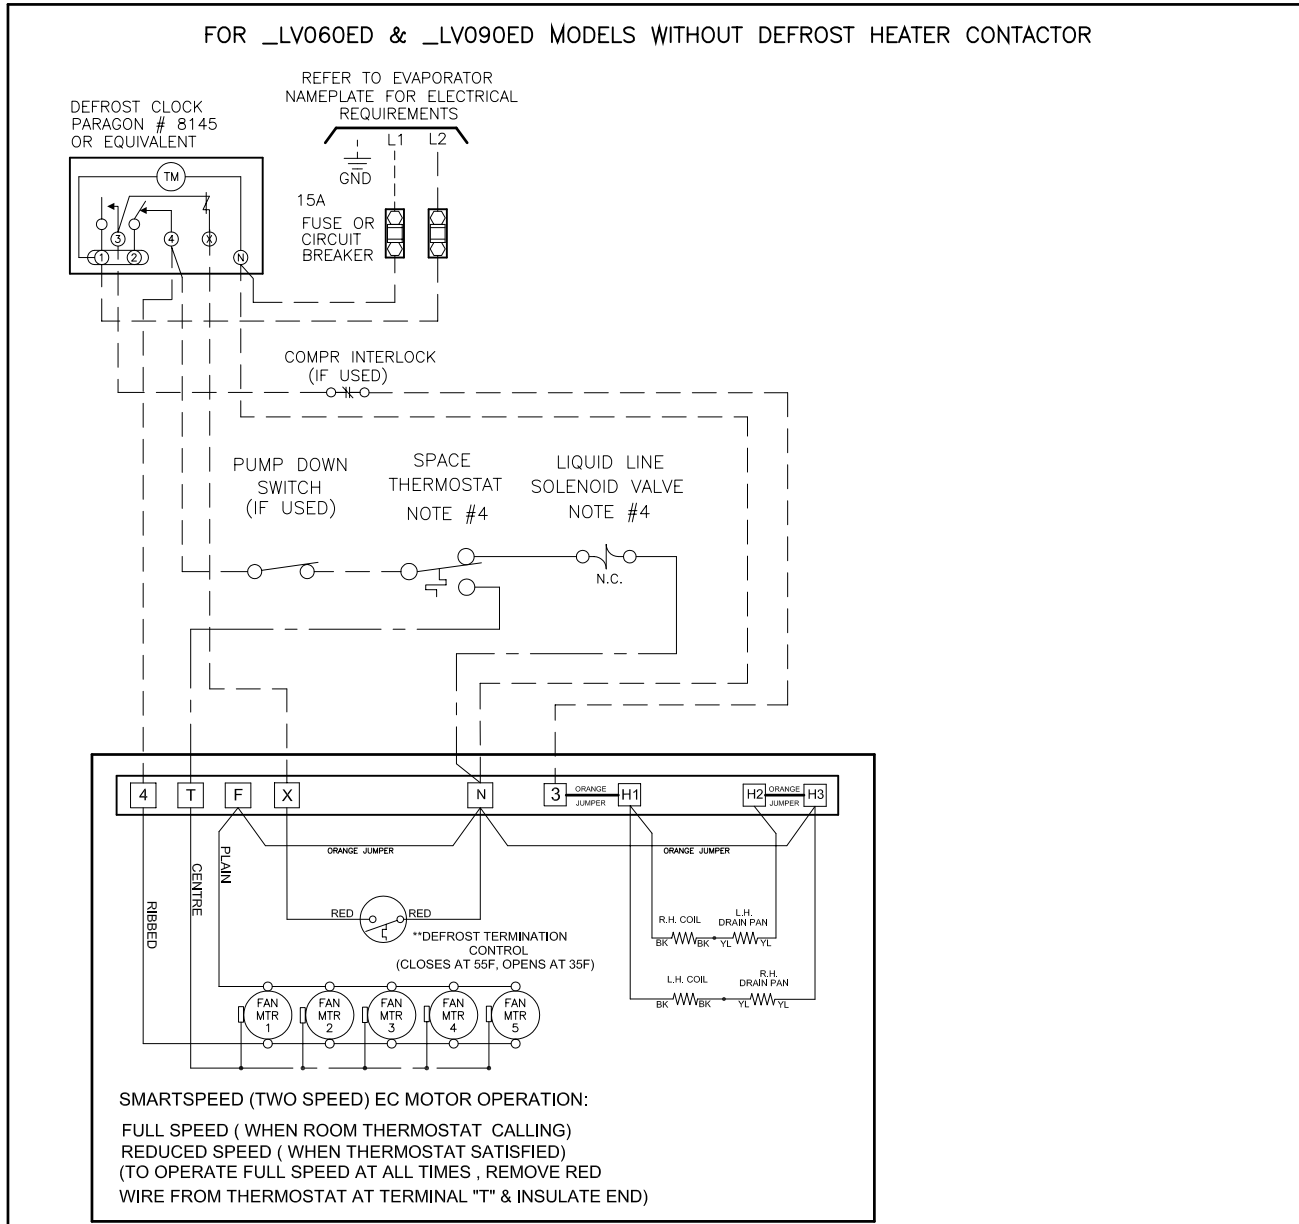 FOR _LV060ED & _LV090ED MODELS WITHOUT DEFROST HEATER CONTACTOR
REFER TO EVAPORATOR
NAMEPLATE FOR ELECTRICAL
REQUIREMENTS
DEFROST CLOCK
PARAGON # 8145
OR EQUIVALENT
L1 L2
GND
TM
15A
FUSE OR
CIRCUIT
BREAKER
3 4 X
1 2 N
COMPR INTERLOCK
(IF USED)
PUMP DOWN
SWITCH
(IF USED)
SPACE
THERMOSTAT
NOTE #4
LIQUID LINE
SOLENOID VALVE
NOTE #4
N.C.
4 T F X N 3 ORANGE JUMPER H1 H2 ORANGE JUMPER H3
ORANGE JUMPER ORANGE JUMPER
PLAIN
CENTRE
RIBBED
RED RED
**DEFROST TERMINATION
CONTROL
(CLOSES AT 55F, OPENS AT 35F)
R.H. COIL
L.H.
DRAIN PAN
BK BK YL YL
L.H. COIL
R.H.
DRAIN PAN
BK BK YL YL
FAN MTR 1
FAN MTR 2
FAN MTR 3
FAN MTR 4
FAN MTR 5
SMARTSPEED (TWO SPEED) EC MOTOR OPERATION:
FULL SPEED ( WHEN ROOM THERMOSTAT CALLING)
REDUCED SPEED ( WHEN THERMOSTAT SATISFIED)
(TO OPERATE FULL SPEED AT ALL TIMES , REMOVE RED
WIRE FROM THERMOSTAT AT TERMINAL "T" & INSULATE END)